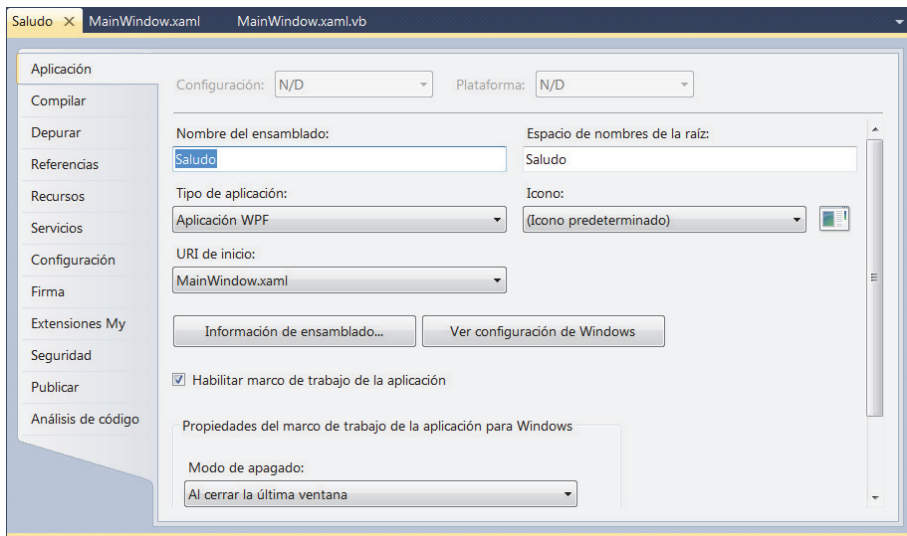 Saludo MainWindow.xaml MainWindow.xaml.vb
Aplicación
Compilar
Depurar
Referencias
Recursos
Servicios
Configuración
Firma
Extensiones My
Seguridad
Publicar
Análisis de código
Configuración: N/D Plataforma: N/D
Nombre del ensamblado: Espacio de nombres de la raíz:
Saludo Saludo
Tipo de aplicación: Icono:
Aplicación WPF (Icono predeterminado)
URI de inicio:
MainWindow.xaml
Información de ensamblado... Ver configuración de Windows
Habilitar marco de trabajo de la aplicación
Propiedades del marco de trabajo de la aplicación para Windows
Modo de apagado:
Al cerrar la última ventana